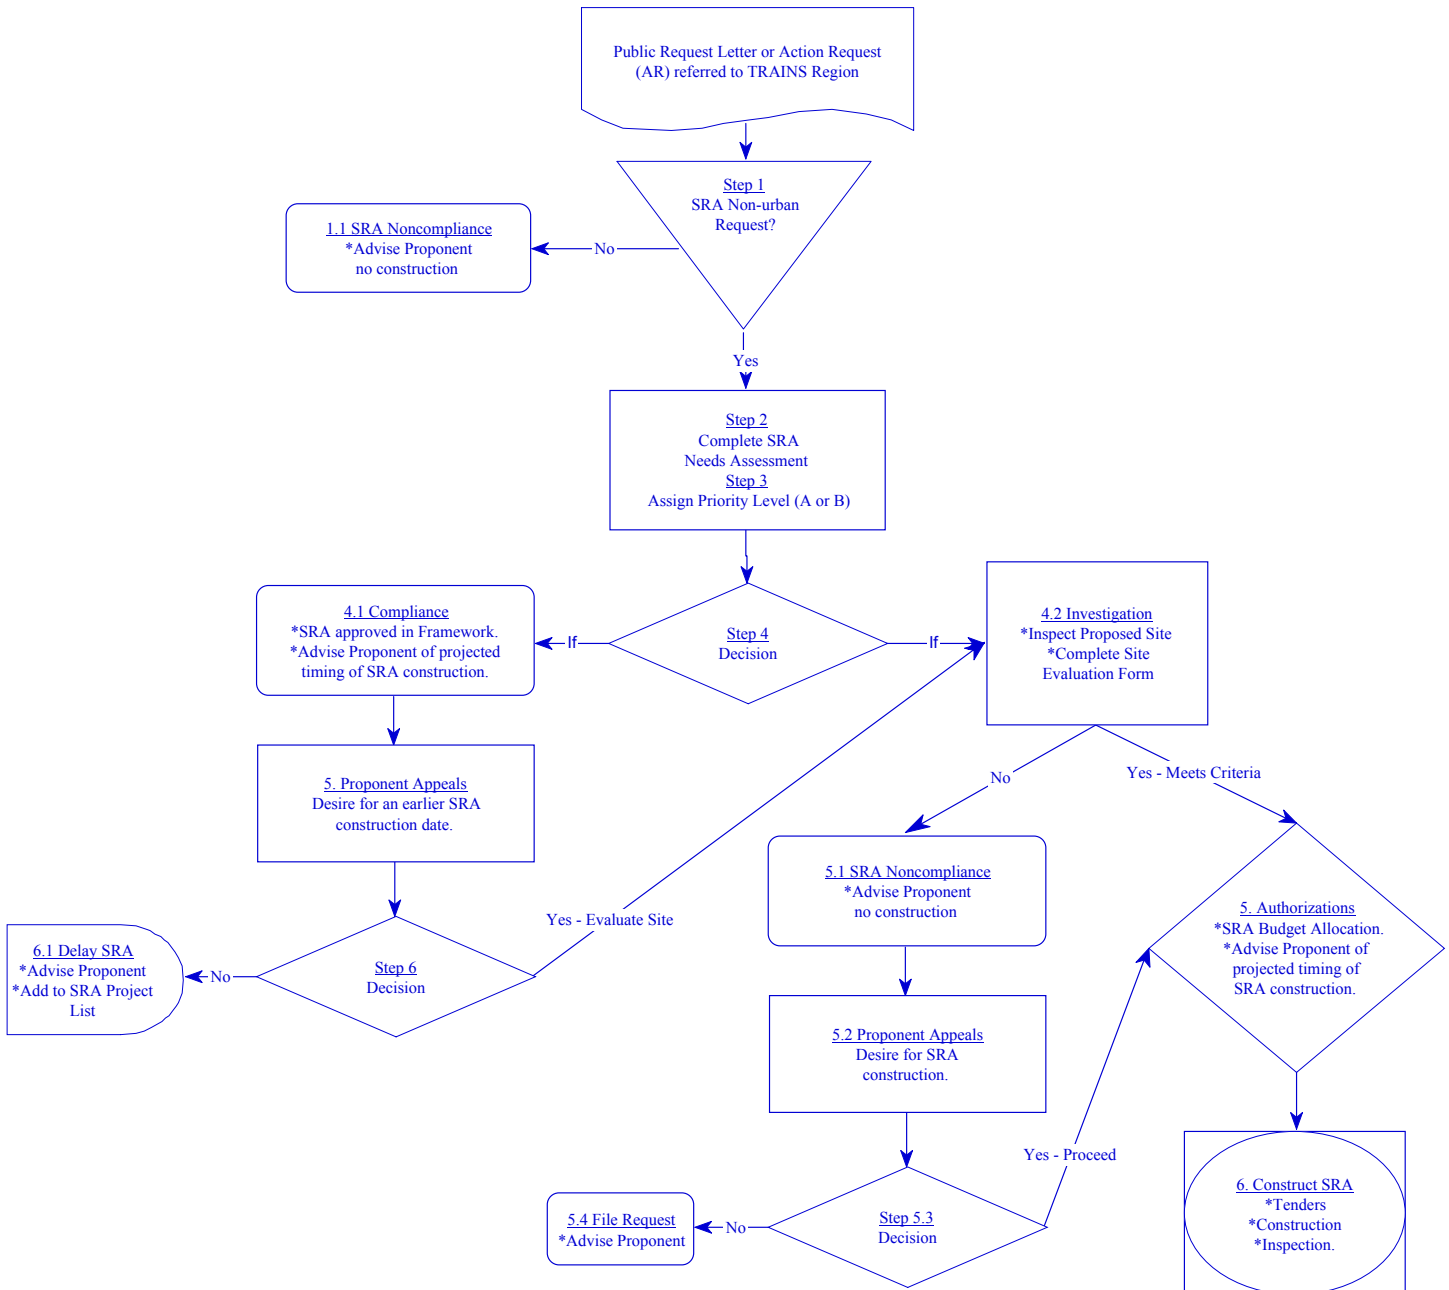 Public Request Letter or Action Request
(AR) referred to TRAINS Region
Step 1
SRA Non-urban
Request?
1.1 SRA Noncompliance
*Advise Proponent
no construction
No
Yes
Step 2
Complete SRA
Needs Assessment
Step 3
Assign Priority Level (A or B)
4.1 Compliance
*SRA approved in Framework.
*Advise Proponent of projected
timing of SRA construction.
If
Step 4
Decision
If
4.2 Investigation
*Inspect Proposed Site
*Complete Site
Evaluation Form
5. Proponent Appeals
Desire for an earlier SRA
construction date.
No
Yes - Meets Criteria
5.1 SRA Noncompliance
*Advise Proponent
no construction
Yes - Evaluate Site
6.1 Delay SRA
*Advise Proponent
*Add to SRA Project
List
No
Step 6
Decision
5. Authorizations
*SRA Budget Allocation.
*Advise Proponent of
projected timing of
SRA construction.
5.2 Proponent Appeals
Desire for SRA
construction.
Yes - Proceed
5.4 File Request
*Advise Proponent
No
Step 5.3
Decision
6. Construct SRA
*Tenders
*Construction
*Inspection.